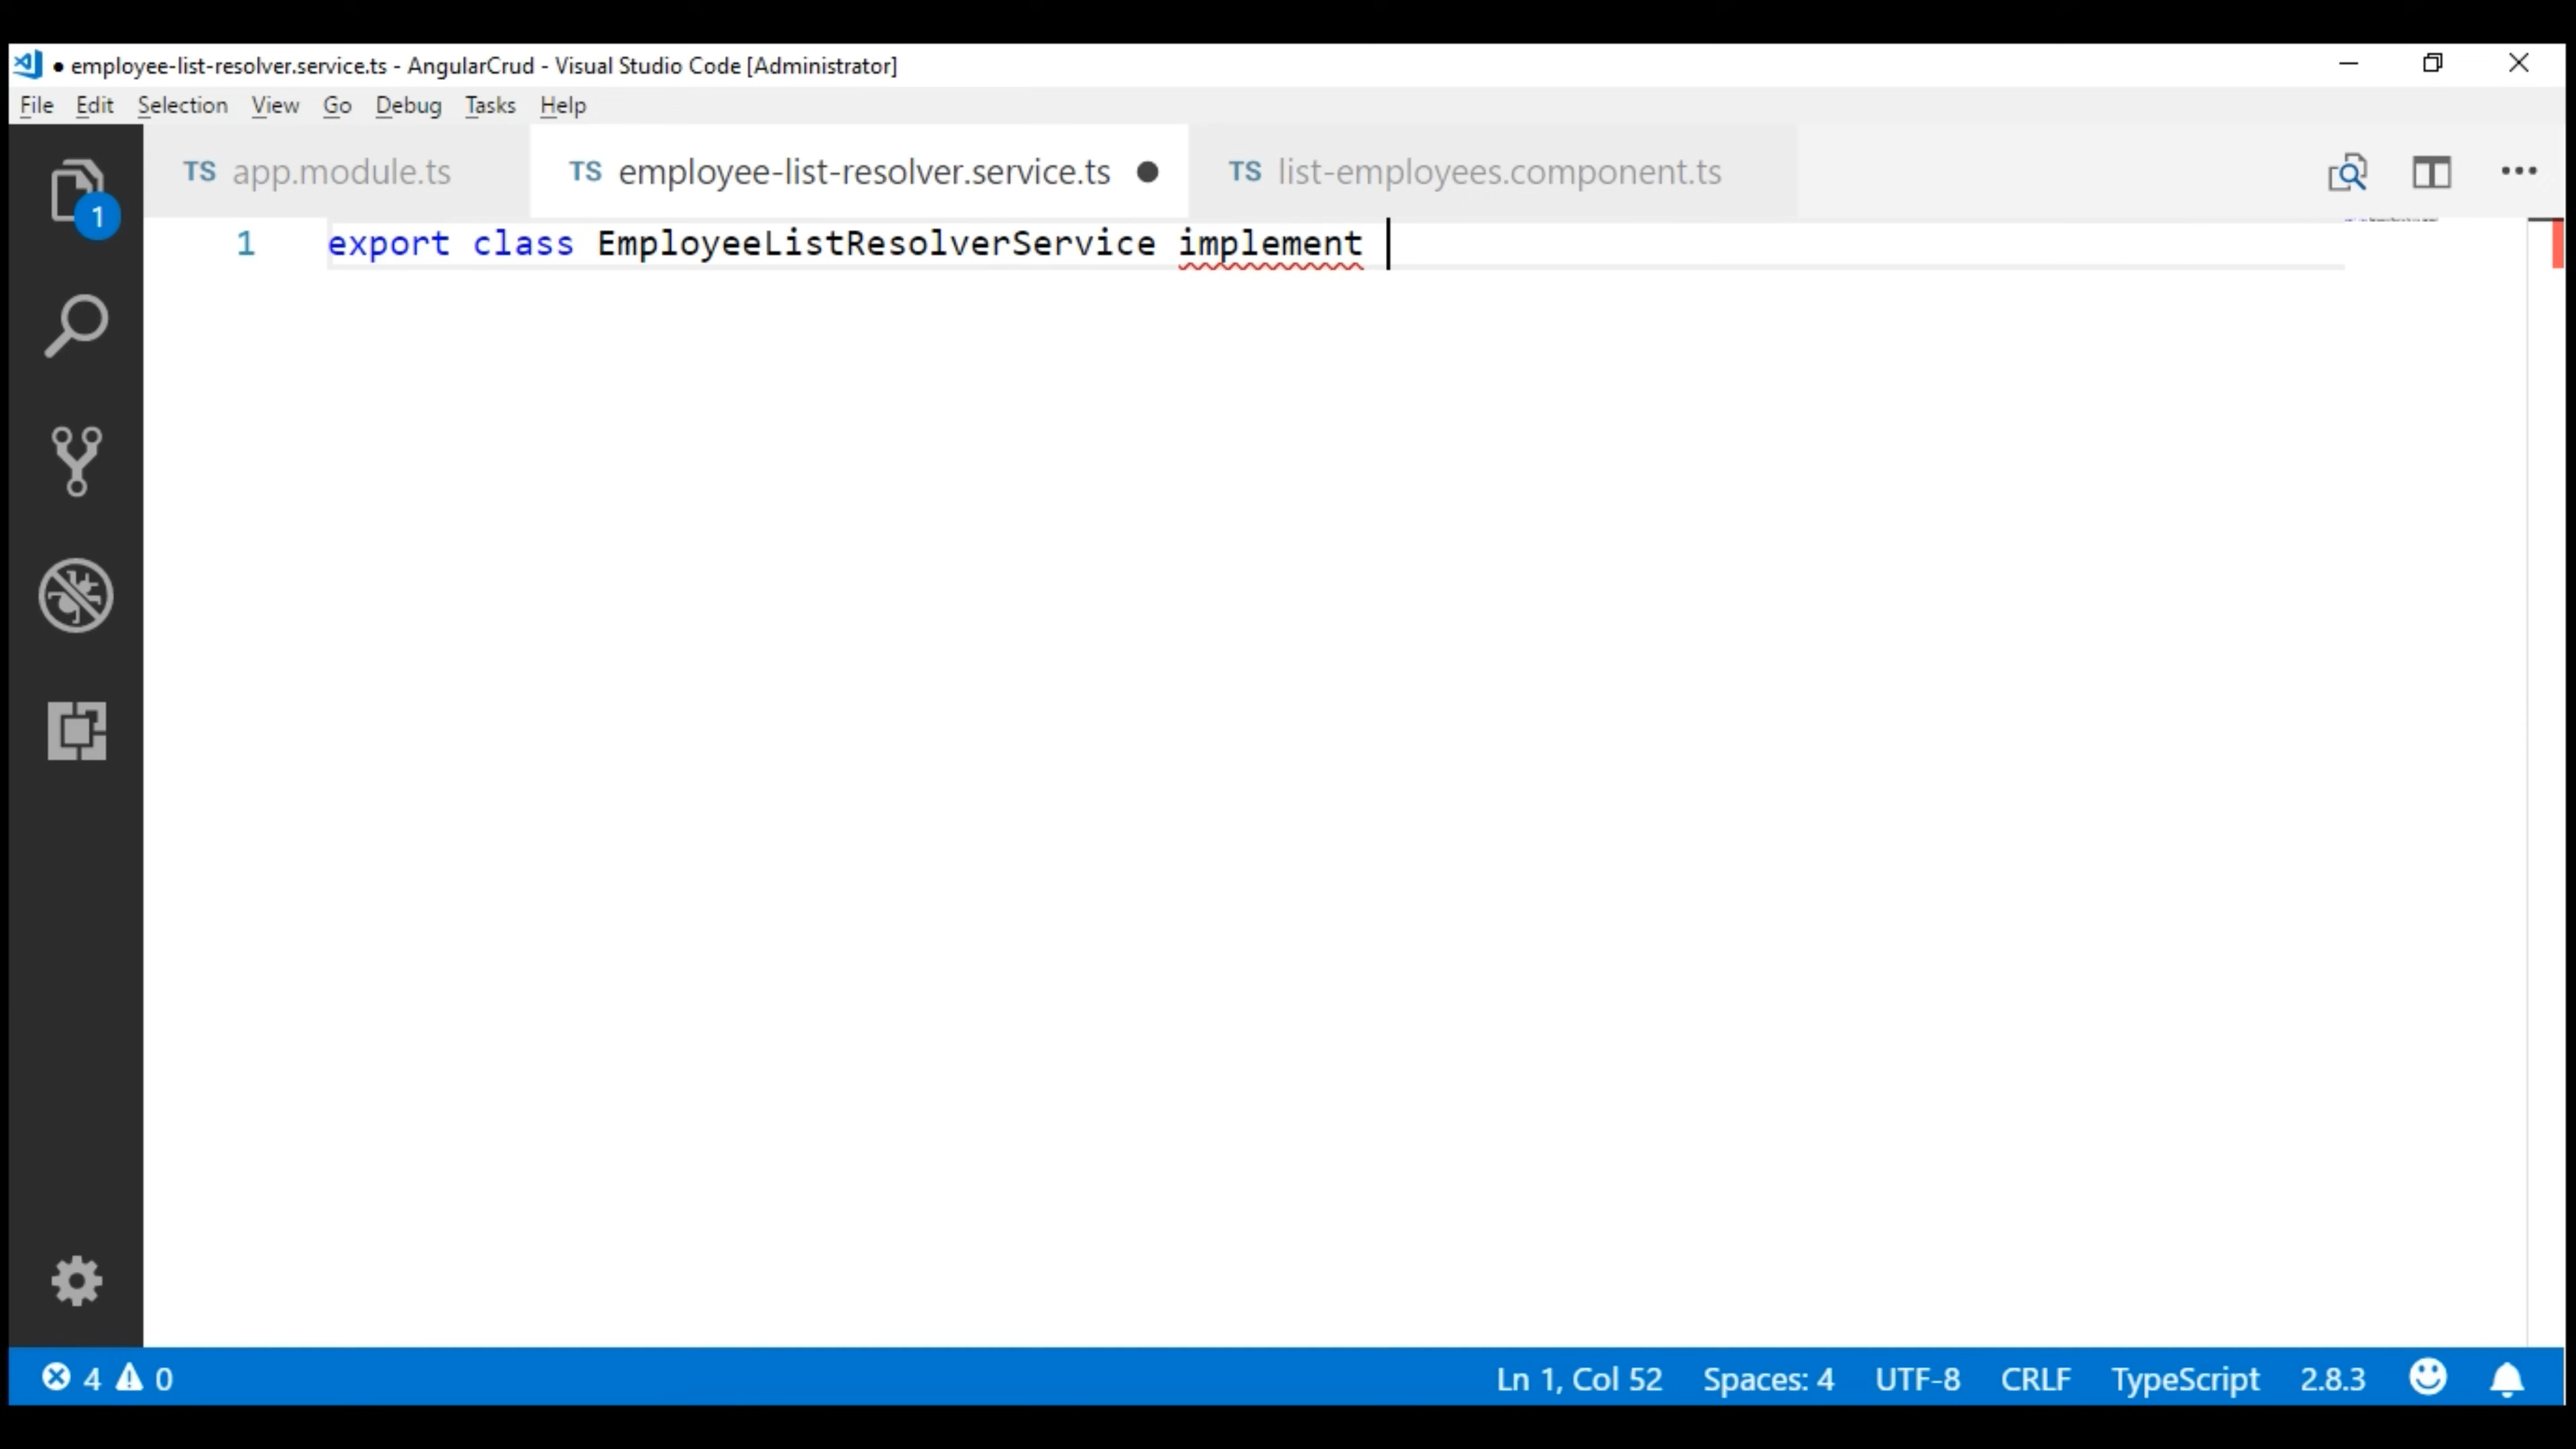 ● employee-list-resolver.service.ts - AngularCrud - Visual Studio Code [Administrator]
File Edit Selection View Go Debug Tasks Help
TS app.module.ts TS employee-list-resolver.service.ts ● TS list-employees.component.ts
1
1 export class EmployeeListResolverService implement
4 0 Ln 1, Col 52 Spaces: 4 UTF-8 CRLF TypeScript 2.8.3